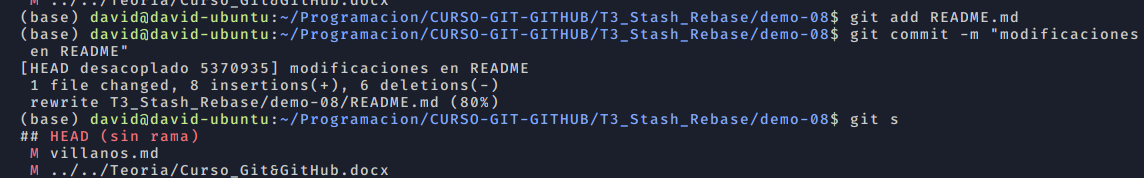 M ../../Teoria/Curso_Git&GitHub.docx
(base) david@david-ubuntu:~/Programacion/CURSO-GIT-GITHUB/T3_Stash_Rebase/demo-08$ git add README.md
(base) david@david-ubuntu:~/Programacion/CURSO-GIT-GITHUB/T3_Stash_Rebase/demo-08$ git commit -m "modificaciones
en README"
[HEAD desacoplado 5370935] modificaciones en README
1 file changed, 8 insertions(+), 6 deletions(-)
rewrite T3_Stash_Rebase/demo-08/README.md (80%)
(base) david@david-ubuntu:~/Programacion/CURSO-GIT-GITHUB/T3_Stash_Rebase/demo-08$ git s
## HEAD (sin rama)
M villanos.md
M ../../Teoria/Curso_Git&GitHub.docx